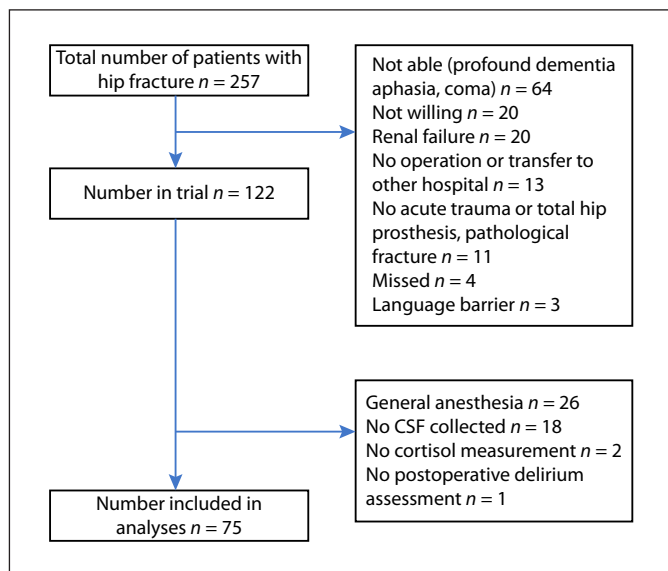 Total number of patients with
hip fracture n = 257
Not able (profound dementia
aphasia, coma) n = 64
Not willing n = 20
Renal failure n = 20
No operation or transfer to
other hospital n = 13
No acute trauma or total hip
prosthesis, pathological
fracture n = 11
Missed n = 4
Language barrier n = 3
Number in trial n = 122
General anesthesia n = 26
No CSF collected n = 18
No cortisol measurement n = 2
No postoperative delirium
assessment n = 1
Number included in
analyses n = 75